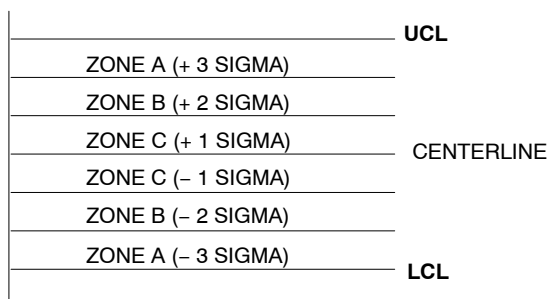 UCL
ZONE A (+ 3 SIGMA)
ZONE B (+ 2 SIGMA)
ZONE C (+ 1 SIGMA)
CENTERLINE
ZONE C (− 1 SIGMA)
ZONE B (− 2 SIGMA)
ZONE A (− 3 SIGMA)
LCL